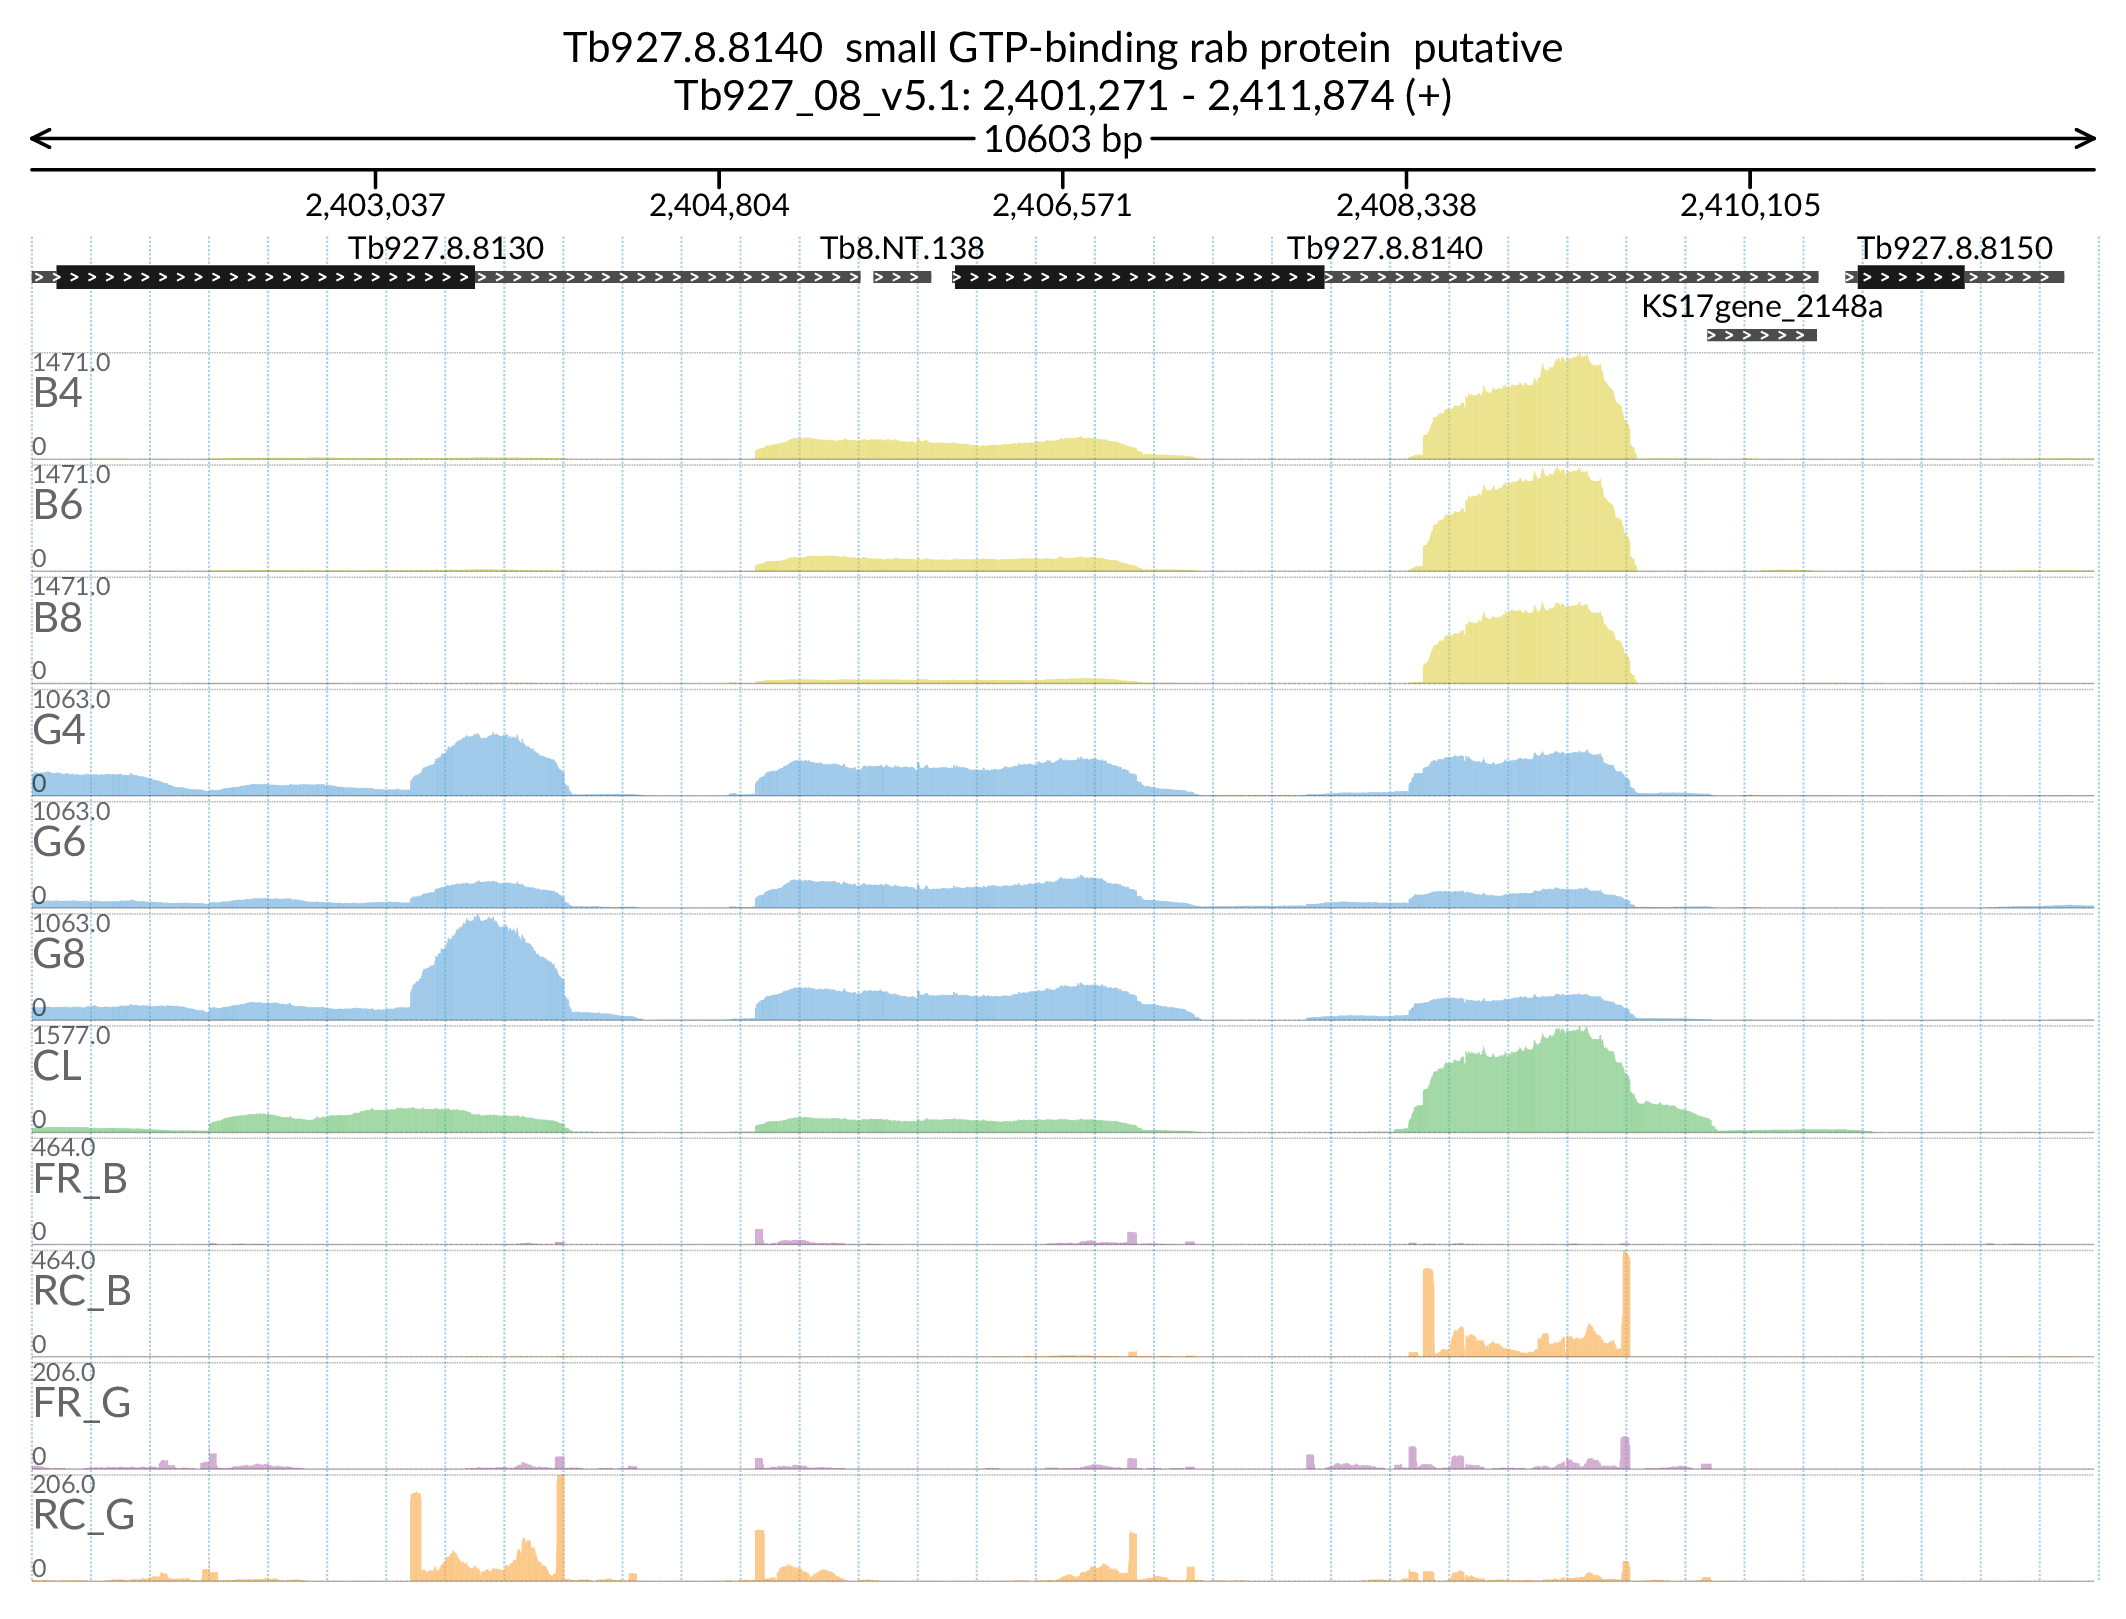 Tb927.8.8140  small GTP-binding rab protein  putative
Tb927_08_v5.1: 2,401,271 - 2,411,874 (+)
10603 bp
2,403,037 2,404,804 2,406,571 2,408,338 2,410,105
Tb927.8.8130 Tb8.NT.138 Tb927.8.8140 Tb927.8.8150
KS17gene_2148a
1471.0
B4
0
1471.0
B6
0
1471.0
B8
0
1063.0
G4
0
1063.0
G6
0
1063.0
G8
0
1577.0
CL
0
464.0
FR_B
0
464.0
RC_B
0
206.0
FR_G
0
206.0
RC_G
0